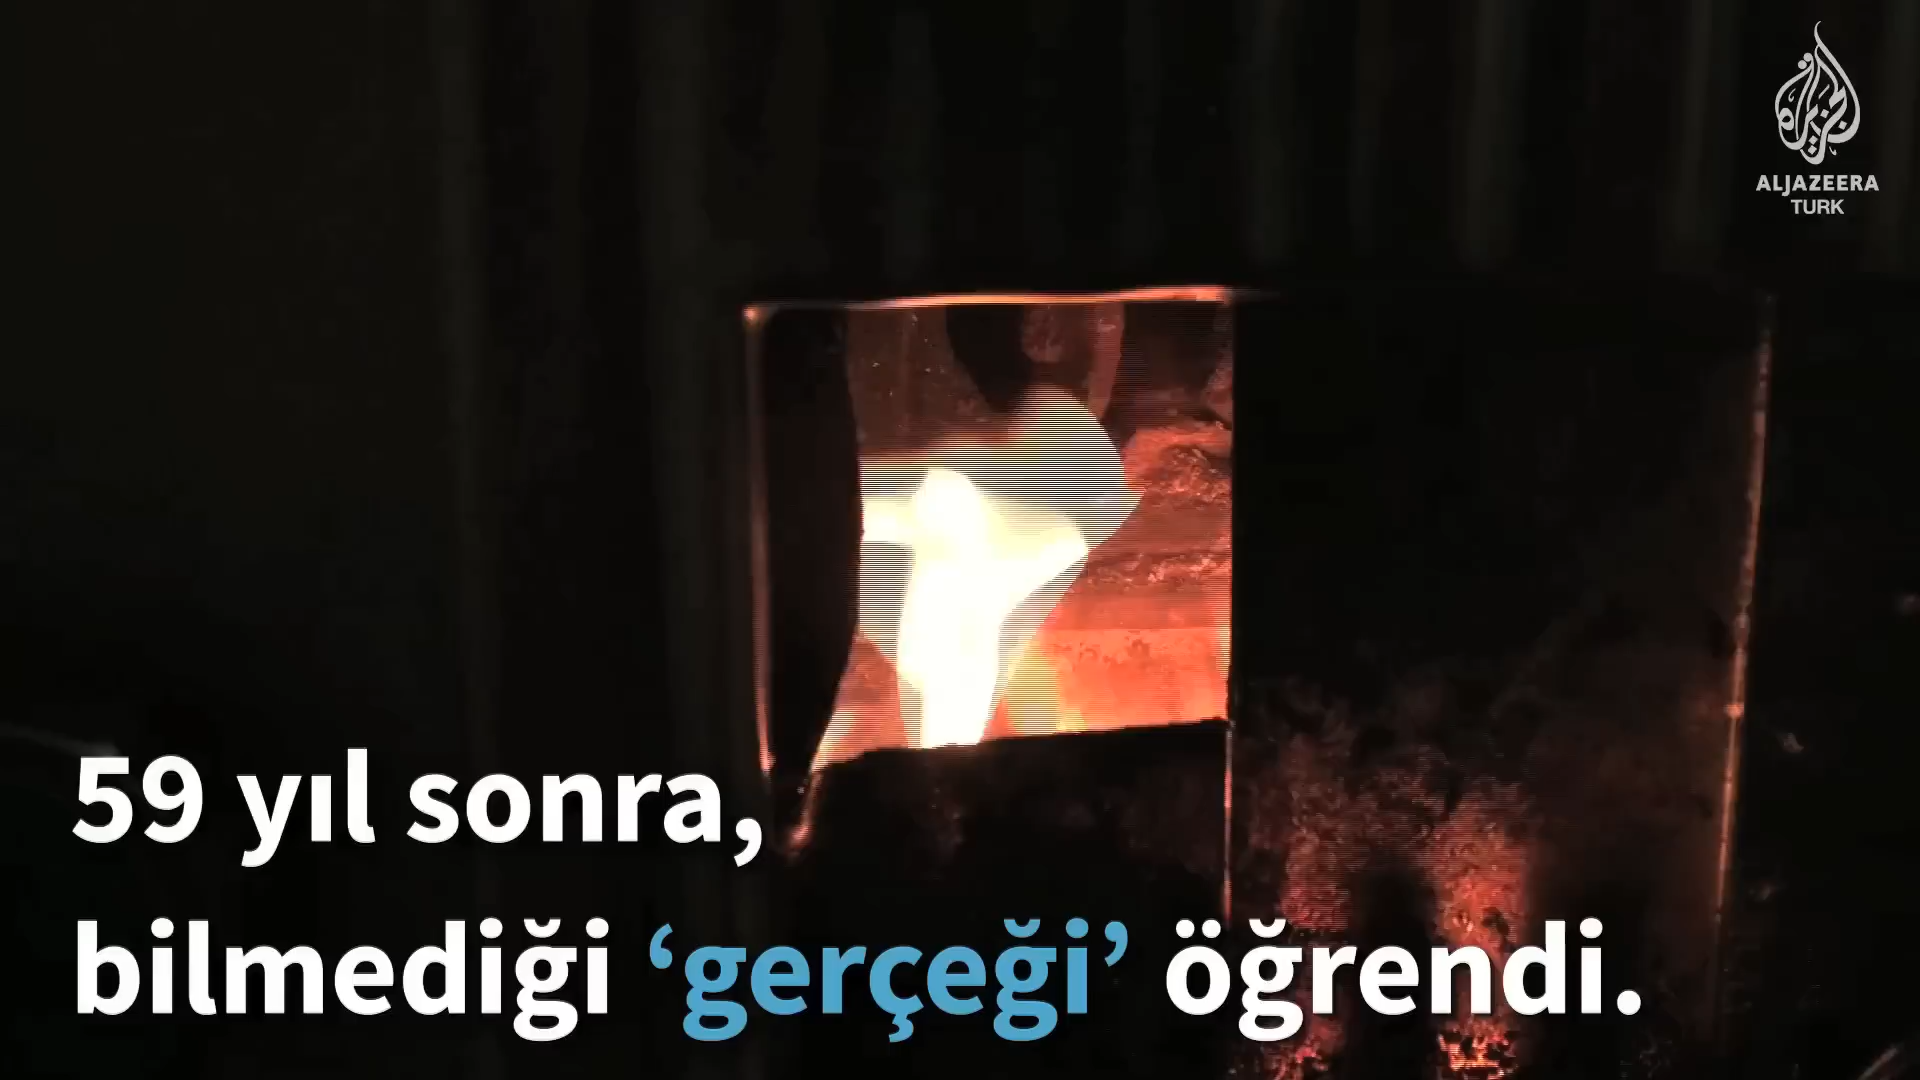 ALJAZEERA
TURK
59 yıl sonra,
bilmediği ‘gerçeği’ öğrendi.